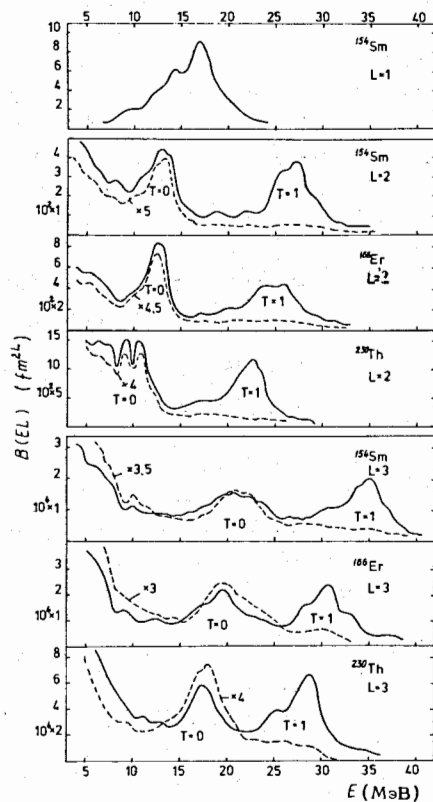 5 10 15 20 25 30 35
10
8
6
4
2
¹⁵⁴Sm
L=1
4
3
2
10²×1
T=0
×5
T=1
¹⁵⁴Sm
L=2
8
6
4
10²×2
T=0
×4.5
T=1
¹⁶⁶Er
L=2
15
10
10²×5
×4
T=0
T=1
²³⁰Th
L=2
B(EL) (fm²ᴸ)
3
2
10⁴×1
×3.5
T=0
T=1
¹⁵⁴Sm
L=3
3
2
10⁴×1
×3
T=0
T=1
¹⁶⁶Er
L=3
8
6
4
10⁴×2
×4
T=0
T=1
²³⁰Th
L=3
5 10 15 20 25 30 35 40
E (МэВ)